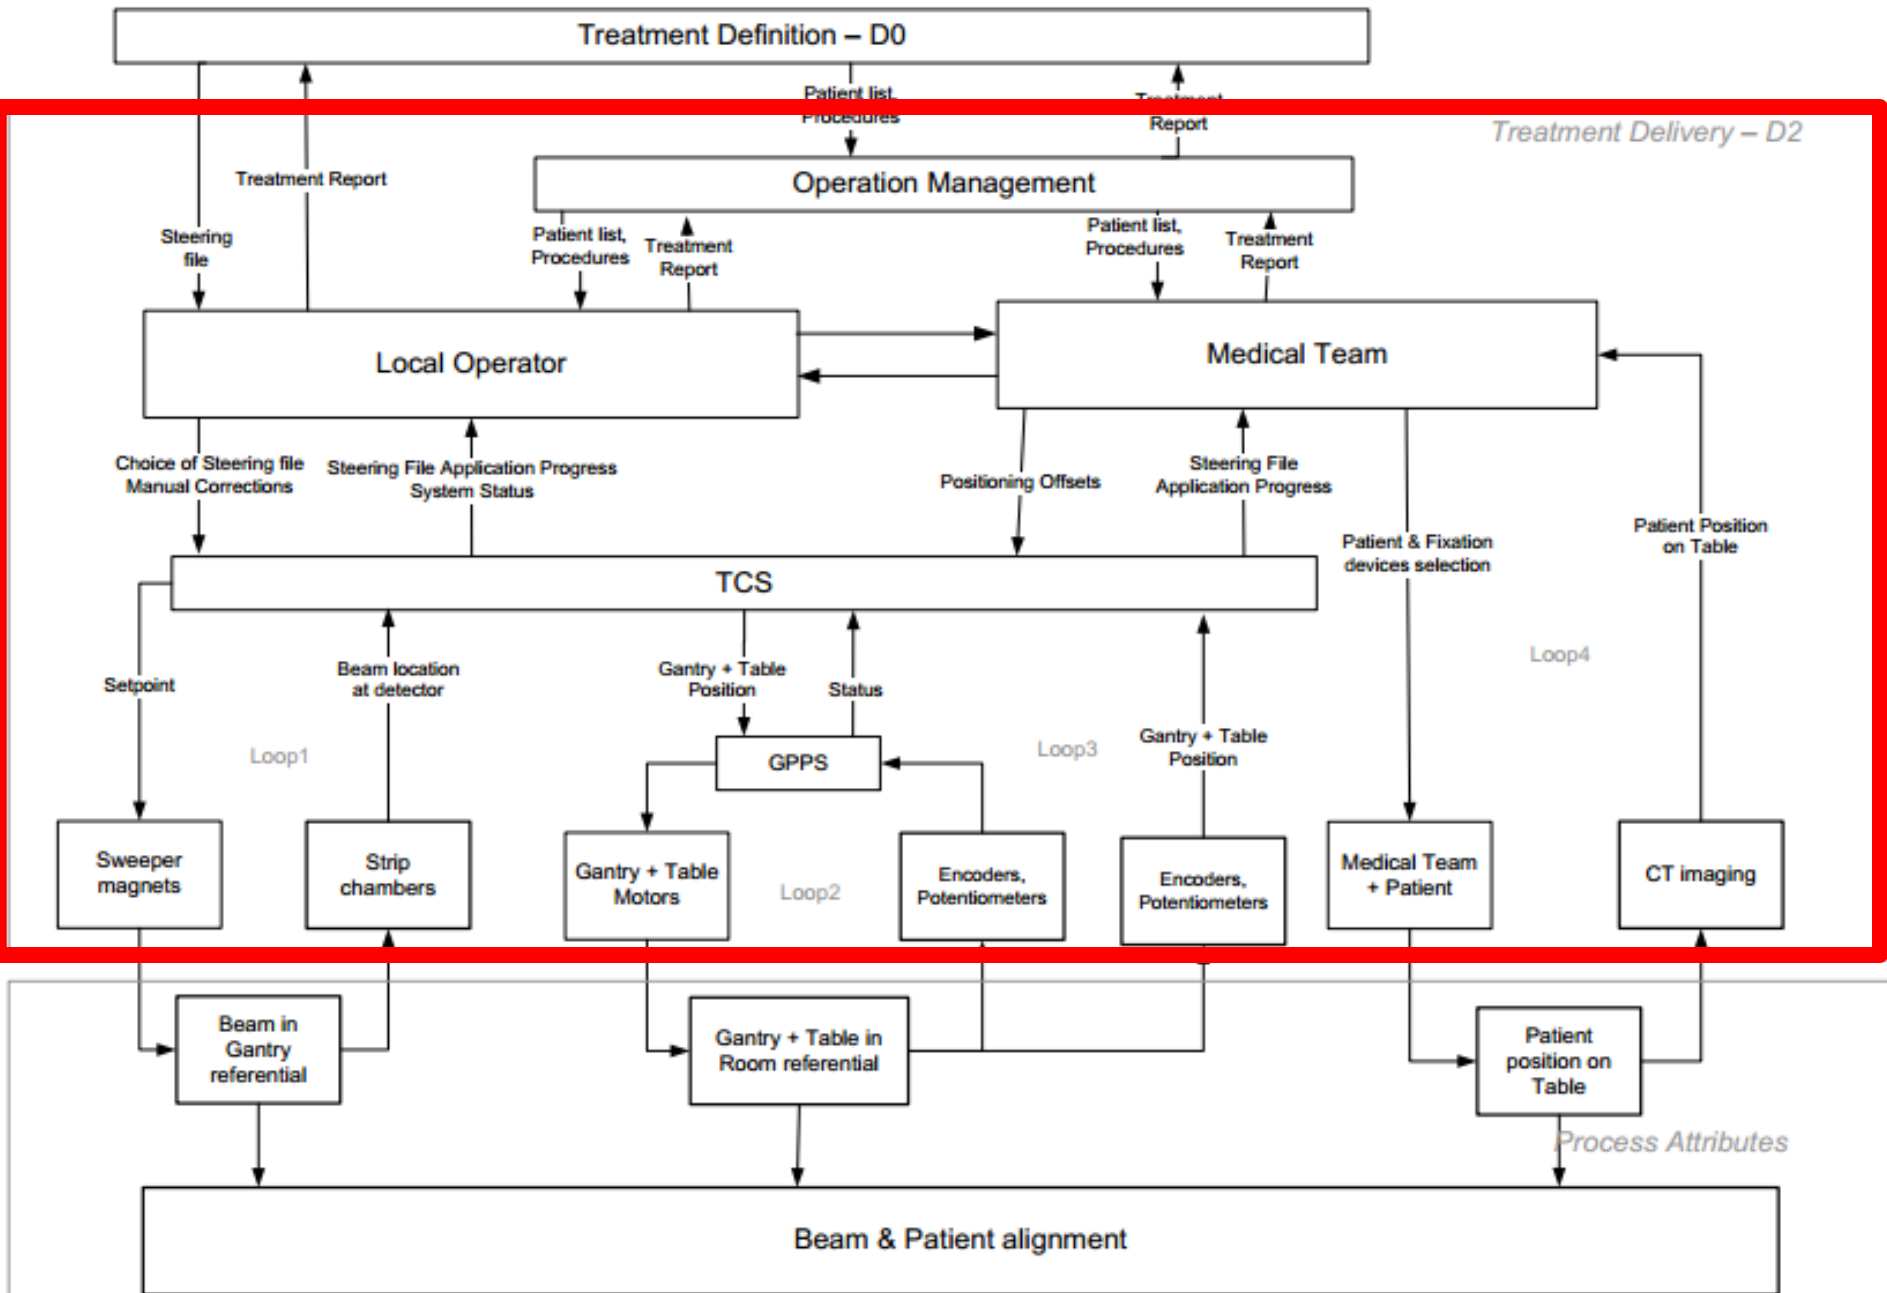 Treatment Definition – D0
Patient list,
Procedures
Treatment
Report
Treatment Delivery – D2
Treatment Report
Operation Management
Steering
file
Patient list,
Procedures
Treatment
Report
Patient list,
Procedures
Treatment
Report
Local Operator
Medical Team
Choice of Steering file
Manual Corrections
Steering File Application Progress
System Status
Positioning Offsets
Steering File
Application Progress
Patient & Fixation
devices selection
Patient Position
on Table
TCS
Setpoint
Beam location
at detector
Gantry + Table
Position
Status
Gantry + Table
Position
Loop4
Loop1
GPPS
Loop3
Sweeper
magnets
Strip
chambers
Gantry + Table
Motors
Loop2
Encoders,
Potentiometers
Encoders,
Potentiometers
Medical Team
+ Patient
CT imaging
Beam in
Gantry
referential
Gantry + Table in
Room referential
Patient
position on
Table
Process Attributes
Beam & Patient alignment